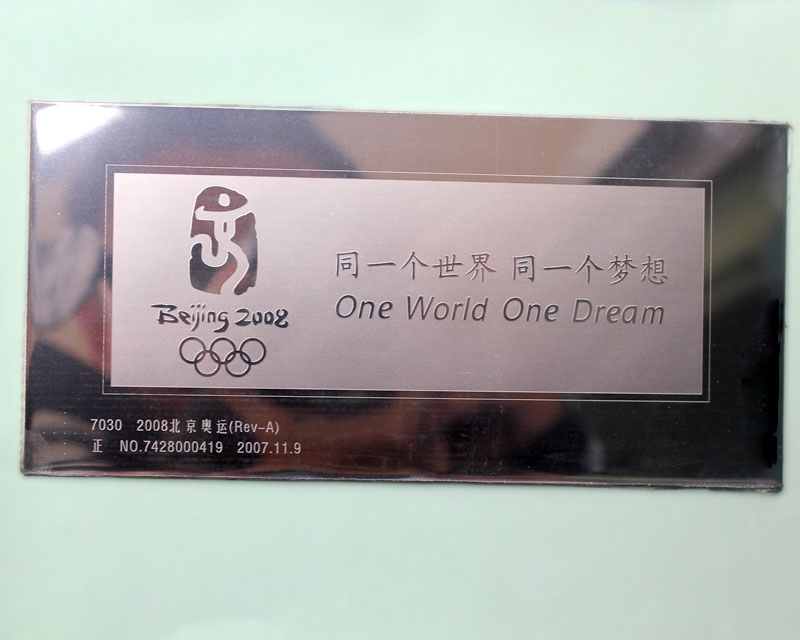 Beijing 2008
同一个世界 同一个梦想
One World One Dream
7030 2008北京奥运(Rev-A)
正 NO.7428000419 2007.11.9